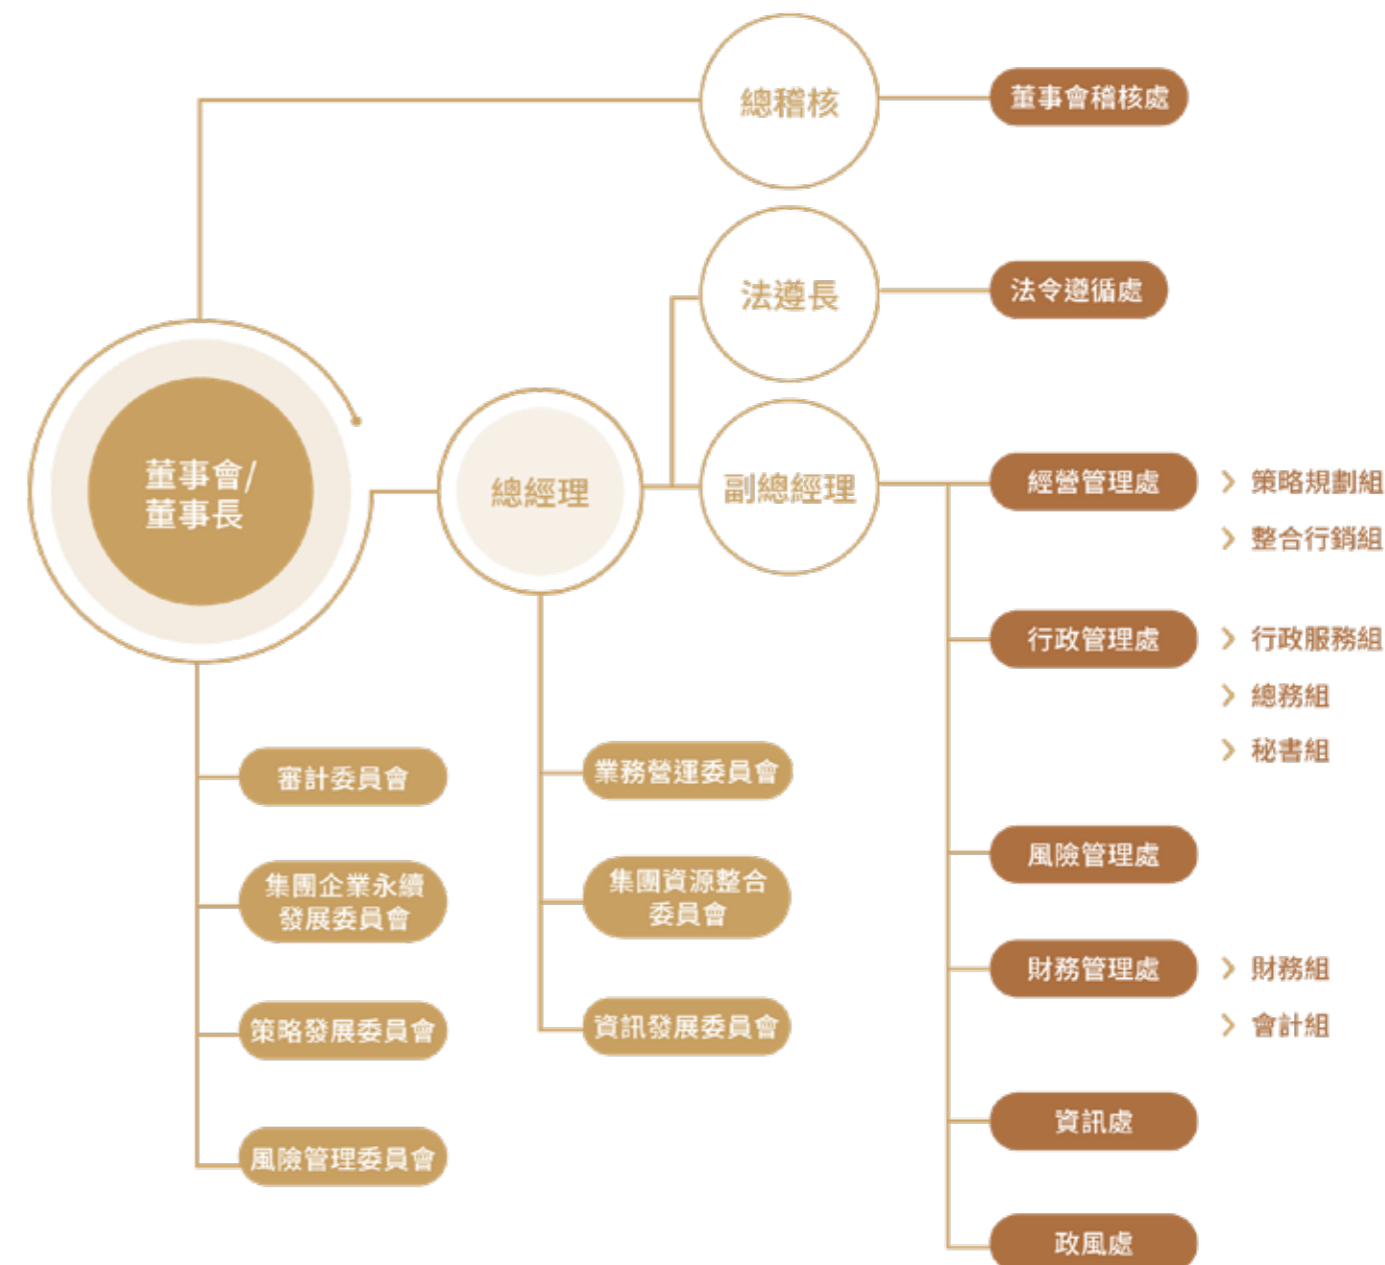 總稽核
董事會稽核處
法遵長
法令遵循處
董事會/
董事長
總經理
副總經理
經營管理處
策略規劃組
整合行銷組
行政管理處
行政服務組
總務組
秘書組
風險管理處
財務管理處
財務組
會計組
資訊處
政風處
審計委員會
集團企業永續
發展委員會
策略發展委員會
風險管理委員會
業務營運委員會
集團資源整合
委員會
資訊發展委員會